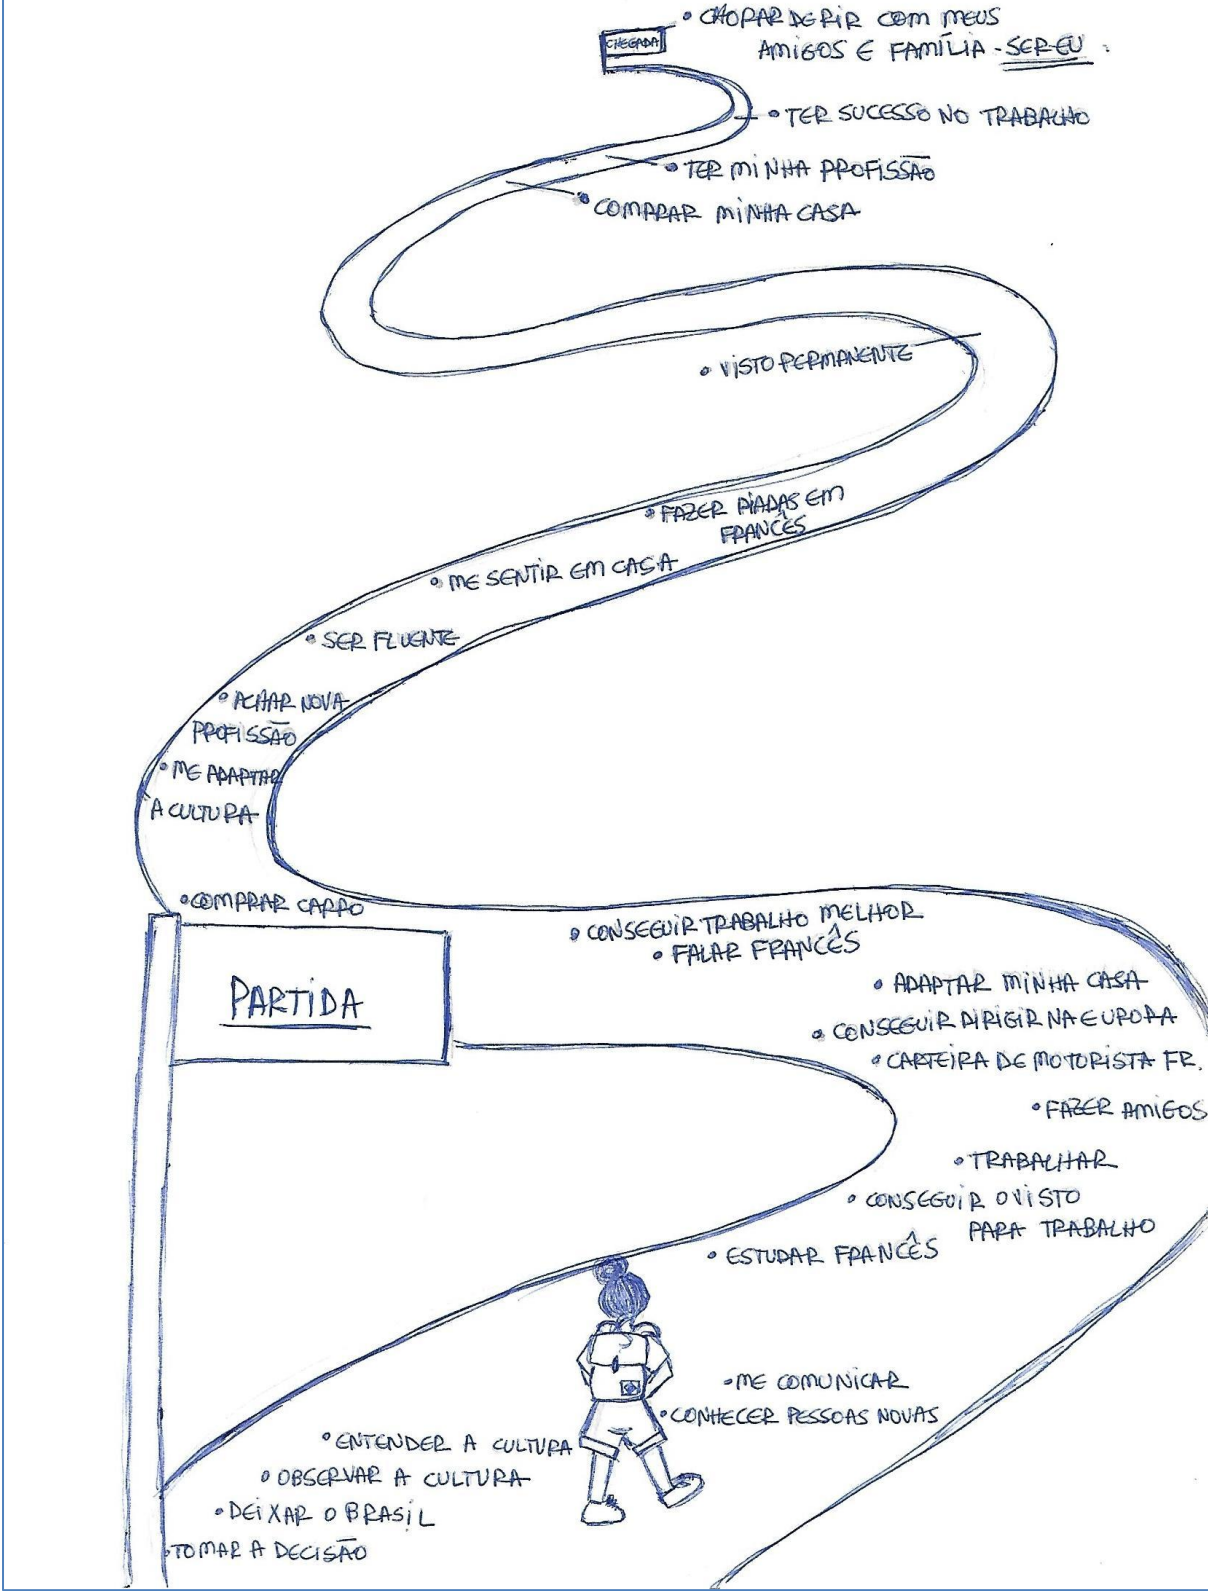 • CHORAR DE RIR COM MEUS
AMIGOS E FAMÍLIA - SER EU.
CHEGADA
• TER SUCESSO NO TRABALHO
• TER MINHA PROFISSÃO
• COMPRAR MINHA CASA
• VISTO PERMANENTE
• FAZER PIADAS EM
FRANCÊS
• ME SENTIR EM CASA
• SER FLUENTE
• ACHAR NOVA
PROFISSÃO
• ME ADAPTAR
À CULTURA
• COMPRAR CARRO
• CONSEGUIR TRABALHO MELHOR
• FALAR FRANCÊS
PARTIDA
• ADAPTAR MINHA CASA
• CONSEGUIR DIRIGIR NA EUROPA
• CARTEIRA DE MOTORISTA FR.
• FAZER AMIGOS
• TRABALHAR
• CONSEGUIR O VISTO
PARA TRABALHO
• ESTUDAR FRANCÊS
• ME COMUNICAR
• CONHECER PESSOAS NOVAS
• ENTENDER A CULTURA
• OBSERVAR A CULTURA
• DEIXAR O BRASIL
• TOMAR A DECISÃO